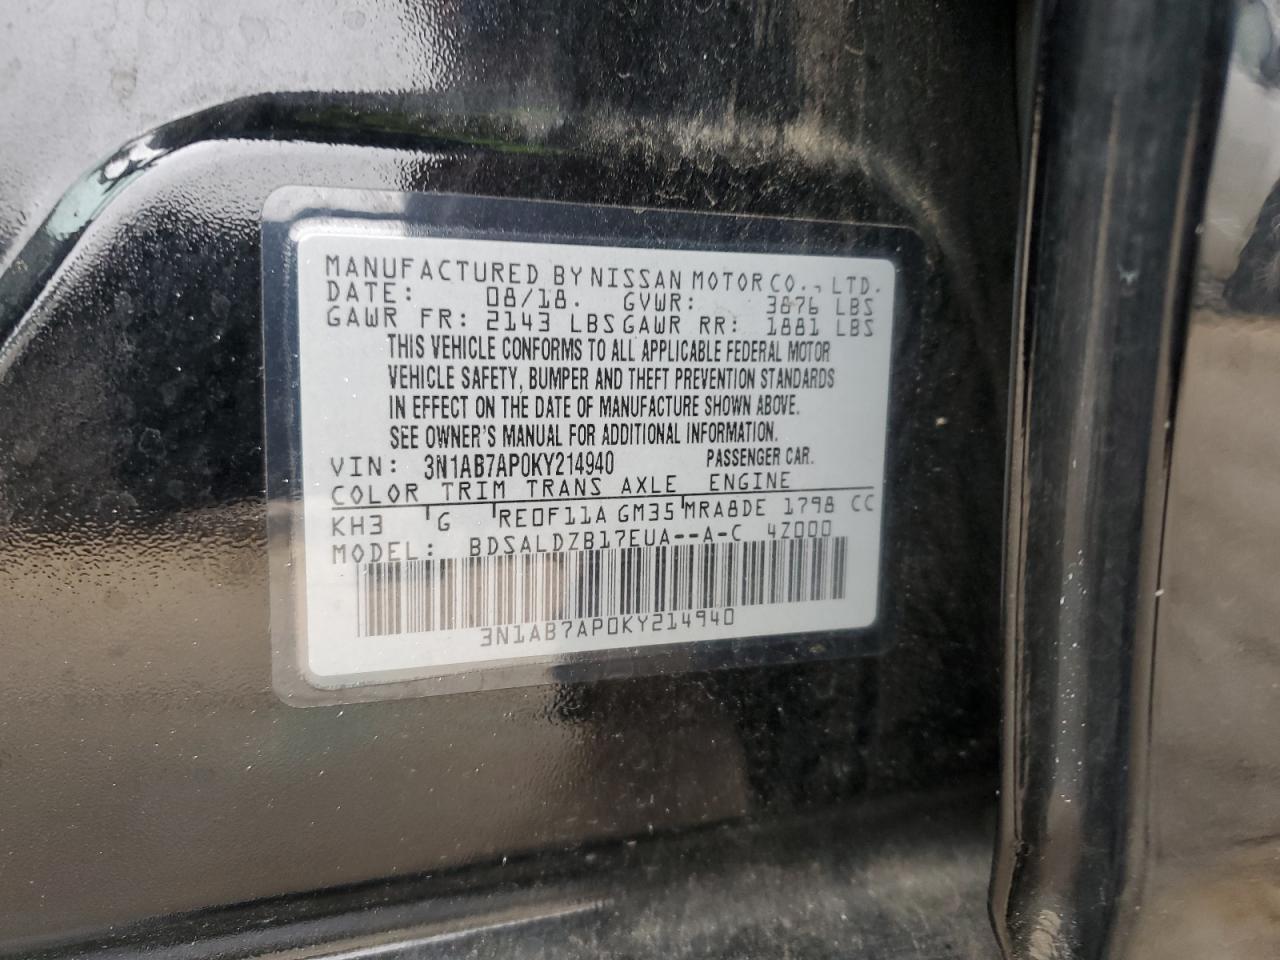 MANUFACTURED BY NISSAN MOTOR CO., LTD.
DATE: 08/18. GVWR: 3876 LBS
GAWR FR: 2143 LBS GAWR RR: 1881 LBS
THIS VEHICLE CONFORMS TO ALL APPLICABLE FEDERAL MOTOR
VEHICLE SAFETY, BUMPER AND THEFT PREVENTION STANDARDS
IN EFFECT ON THE DATE OF MANUFACTURE SHOWN ABOVE.
SEE OWNER'S MANUAL FOR ADDITIONAL INFORMATION.
VIN: 3N1AB7AP0KY214940 PASSENGER CAR.
COLOR TRIM TRANS AXLE ENGINE
KH3 G RE0F11A GM35 MRA8DE 1798 CC
MODEL: BDSALDZB17EUA--A-C 4Z000
3N1AB7AP0KY214940